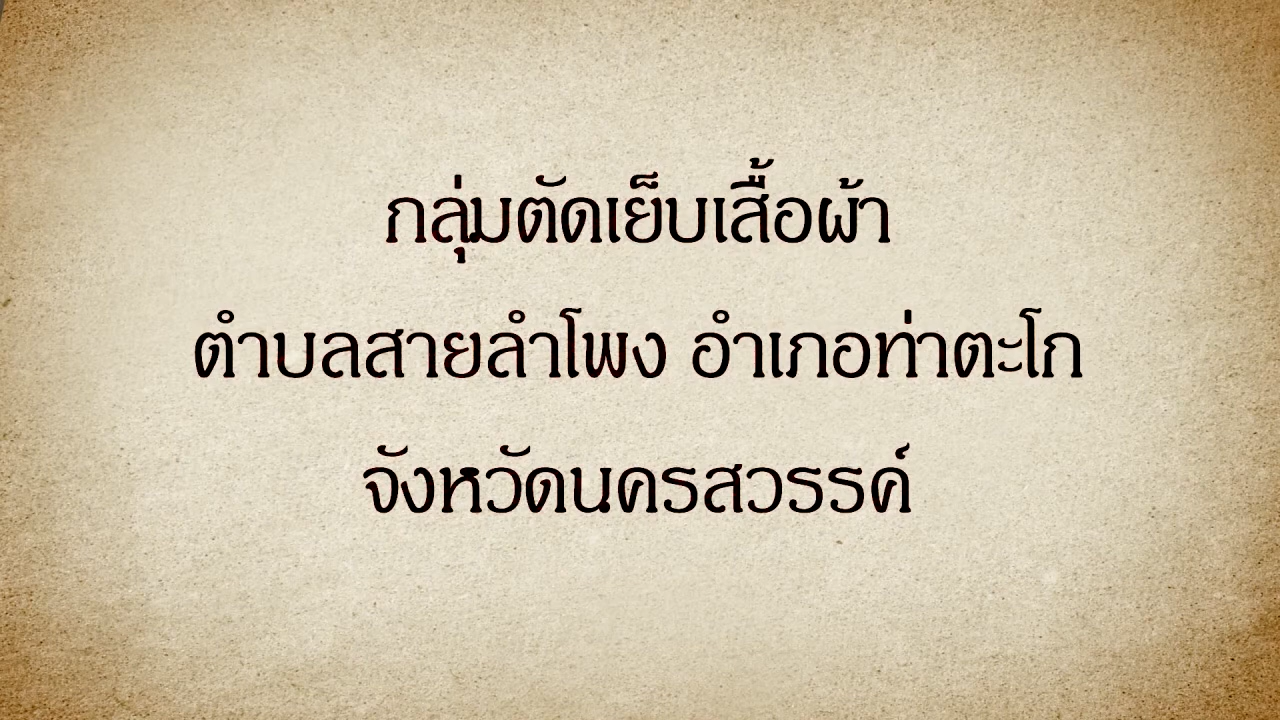 กลุ่มตัดเย็บเสื้อผ้า
ตำบลสายลำโพง อำเภอท่าตะโก
จังหวัดนครสวรรค์